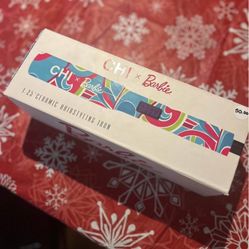 CHI x Barbie
CHI x Barbie
1.25" CERAMIC HAIRSTYLING IRON